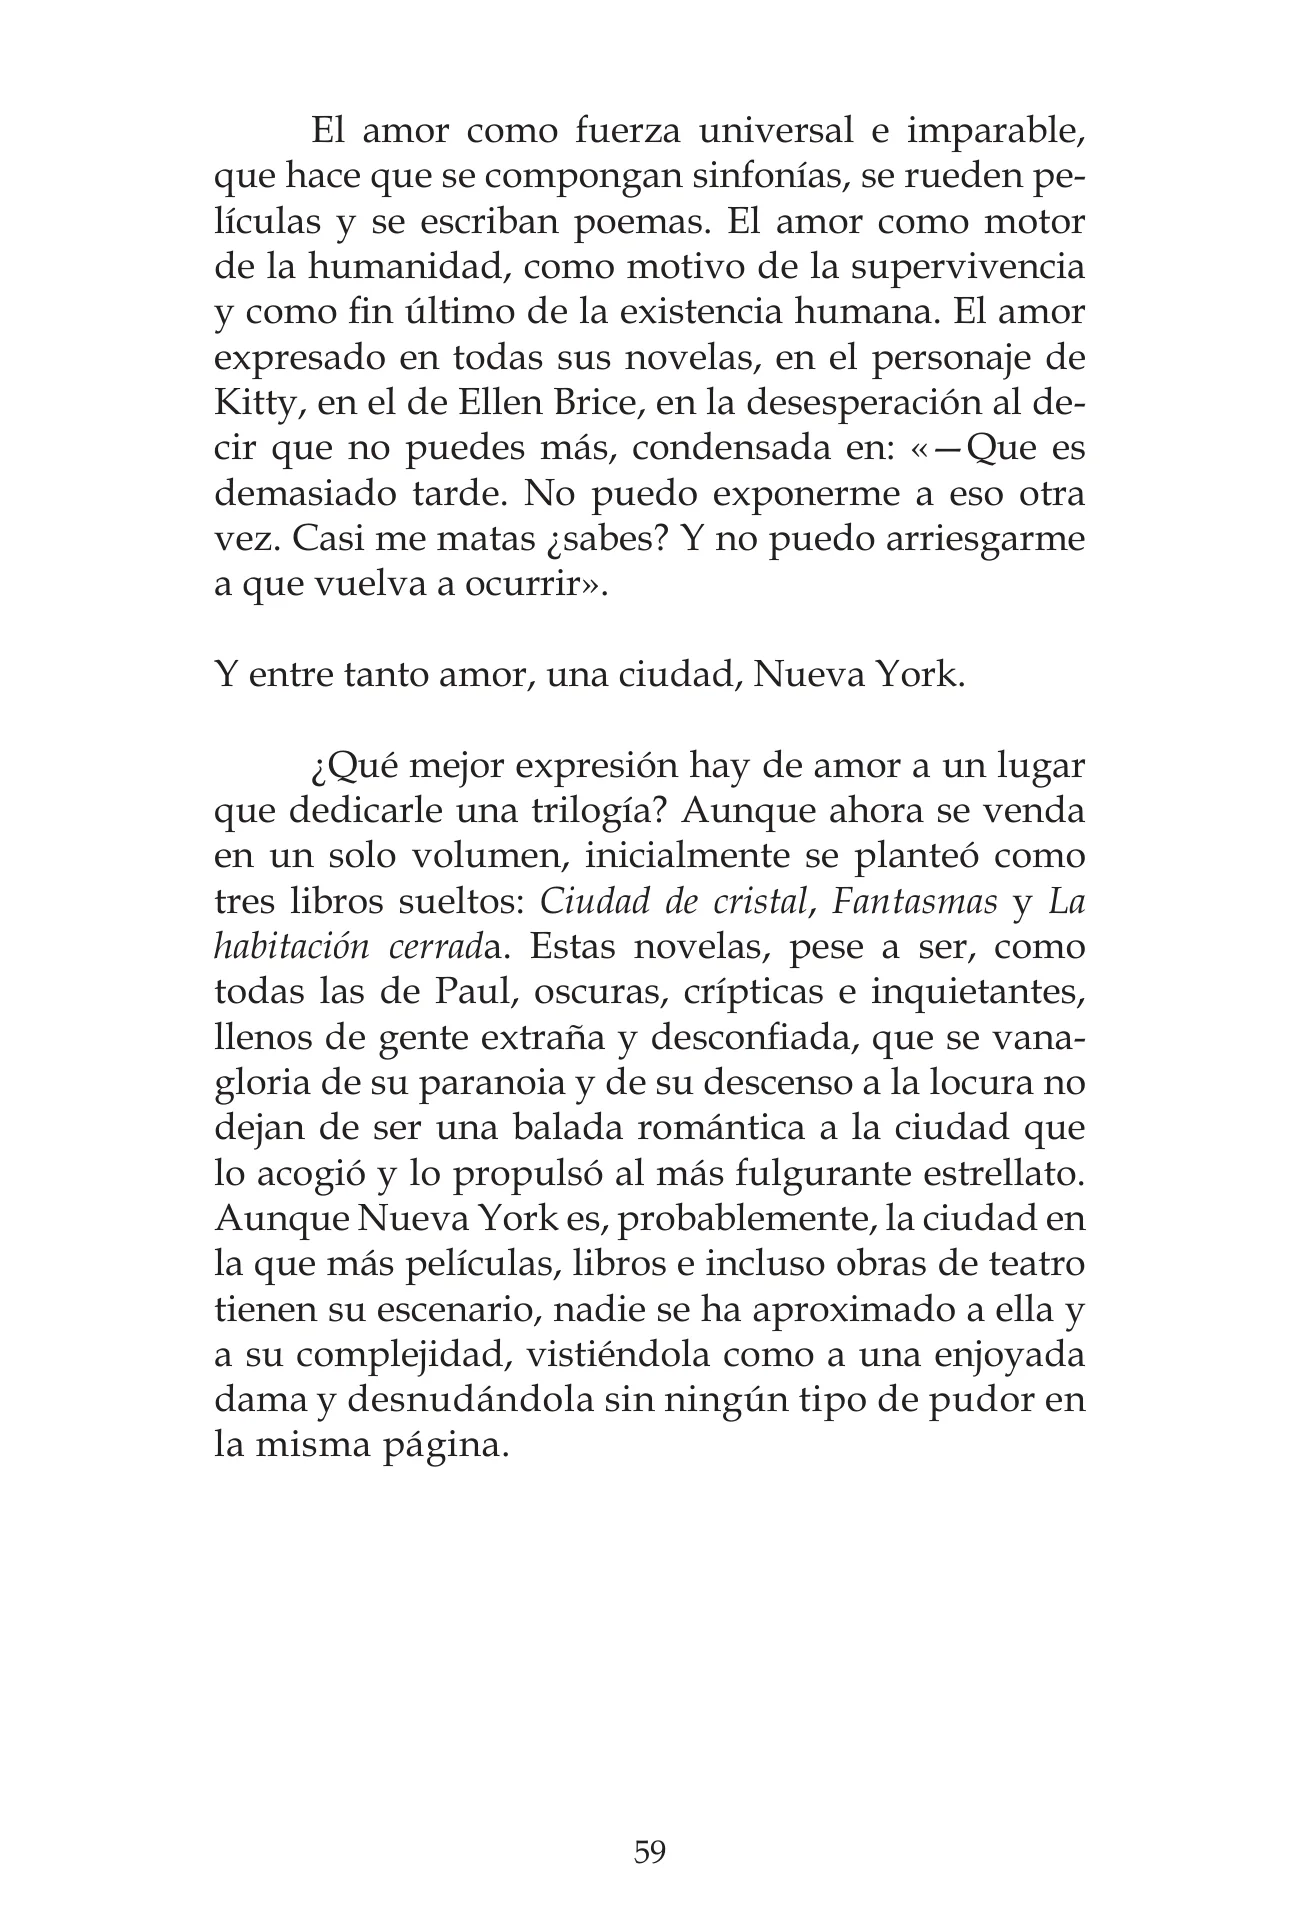 El amor como fuerza universal e imparable,
que hace que se compongan sinfonías, se rueden pe-
lículas y se escriban poemas. El amor como motor
de la humanidad, como motivo de la supervivencia
y como fin último de la existencia humana. El amor
expresado en todas sus novelas, en el personaje de
Kitty, en el de Ellen Brice, en la desesperación al de-
cir que no puedes más, condensada en: «—Que es
demasiado tarde. No puedo exponerme a eso otra
vez. Casi me matas ¿sabes? Y no puedo arriesgarme
a que vuelva a ocurrir».
Y entre tanto amor, una ciudad, Nueva York.
¿Qué mejor expresión hay de amor a un lugar
que dedicarle una trilogía? Aunque ahora se venda
en un solo volumen, inicialmente se planteó como
tres libros sueltos: Ciudad de cristal, Fantasmas y La
habitación cerrada. Estas novelas, pese a ser, como
todas las de Paul, oscuras, crípticas e inquietantes,
llenos de gente extraña y desconfiada, que se vana-
gloria de su paranoia y de su descenso a la locura no
dejan de ser una balada romántica a la ciudad que
lo acogió y lo propulsó al más fulgurante estrellato.
Aunque Nueva York es, probablemente, la ciudad en
la que más películas, libros e incluso obras de teatro
tienen su escenario, nadie se ha aproximado a ella y
a su complejidad, vistiéndola como a una enjoyada
dama y desnudándola sin ningún tipo de pudor en
la misma página.
59